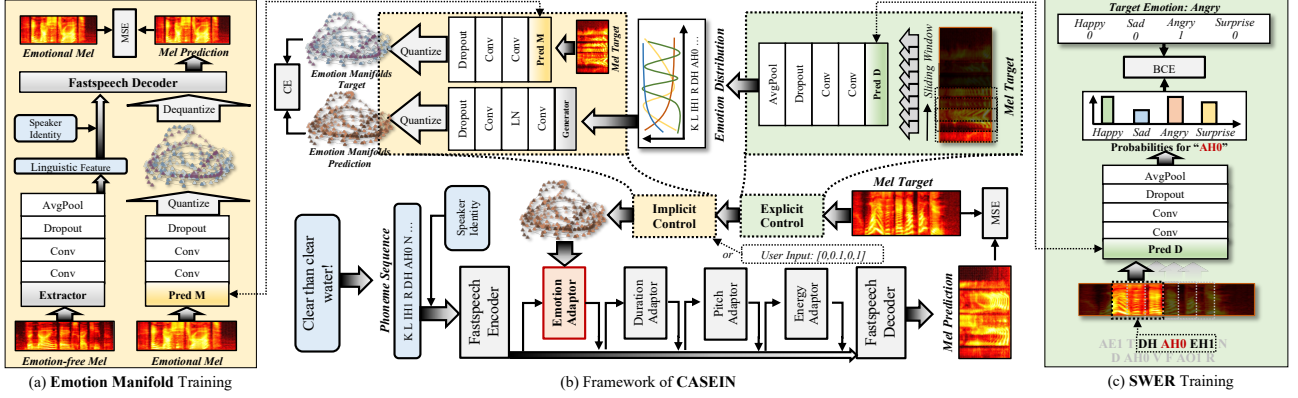 Emotional Mel
MSE
Mel Prediction
Fastspeech Decoder
Speaker
Identity
Dequantize
Linguistic Feature
AvgPool
Dropout
Conv
Conv
Extractor
Quantize
Dropout
Conv
Conv
Pred M
Emotion-free Mel
Emotional Mel
(a) Emotion Manifold Training
CE
Emotion Manifolds
Target
Emotion Manifolds
Prediction
Quantize
Dropout
Conv
Conv
Pred M
Mel Target
Quantize
Dropout
Conv
LN
Conv
Generator
K L IH1 R DH AH0 ...
Emotion Distribution
AvgPool
Dropout
Conv
Conv
Pred D
Sliding Window
Mel Target
Clear than clear
water!
Phoneme Sequence
K L IH1 R DH AH0 N ...
Speaker
Identity
Implicit
Control
Explicit
Control
Mel Target
MSE
or
User Input: [0,0.1,0,1]
Fastspeech
Encoder
Emotion
Adaptor
Duration
Adaptor
Pitch
Adaptor
Energy
Adaptor
Fastspeech
Decoder
Mel Prediction
(b) Framework of CASEIN
Target Emotion: Angry
Happy Sad Angry Surprise
0 0 1 0
BCE
Happy Sad Angry Surprise
Probabilities for "AH0"
AvgPool
Dropout
Conv
Conv
Pred D
AE1 T DH AH0 EH1 N
D AH0 V F AO1 R
(c) SWER Training